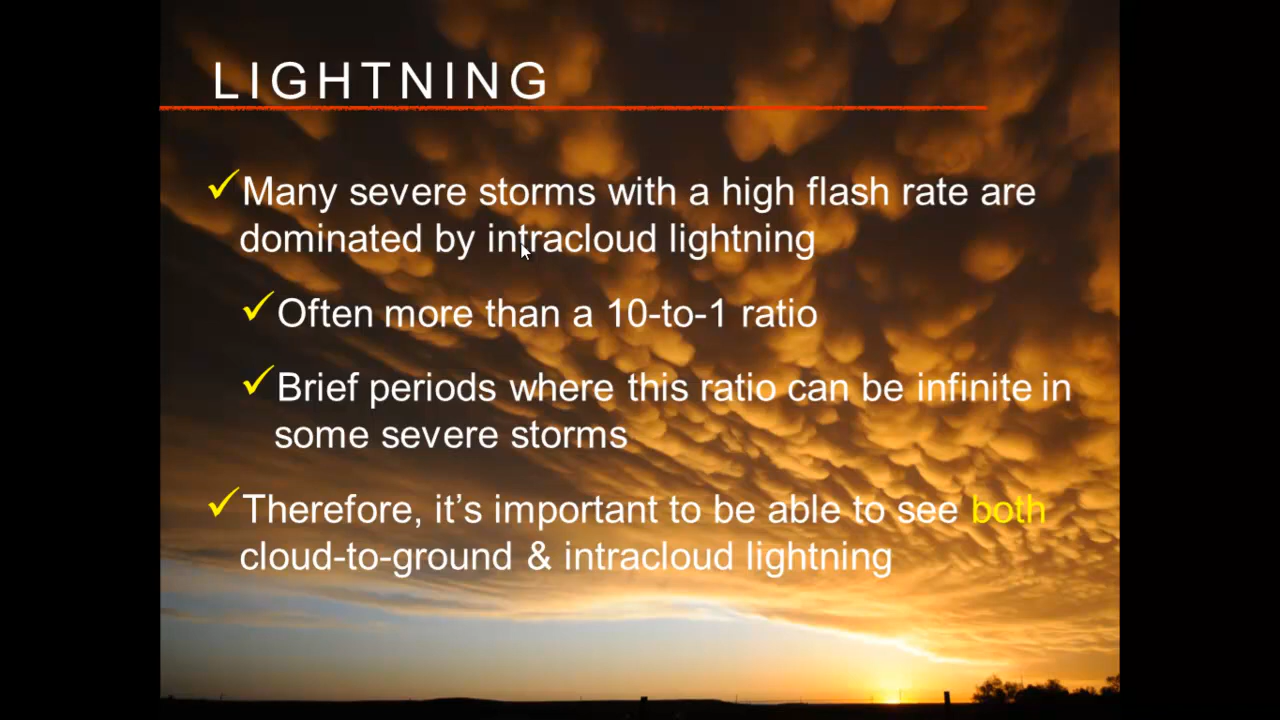 LIGHTNING
Many severe storms with a high flash rate are
dominated by intracloud lightning
Often more than a 10-to-1 ratio
Brief periods where this ratio can be infinite in
some severe storms
Therefore, it’s important to be able to see both
cloud-to-ground & intracloud lightning